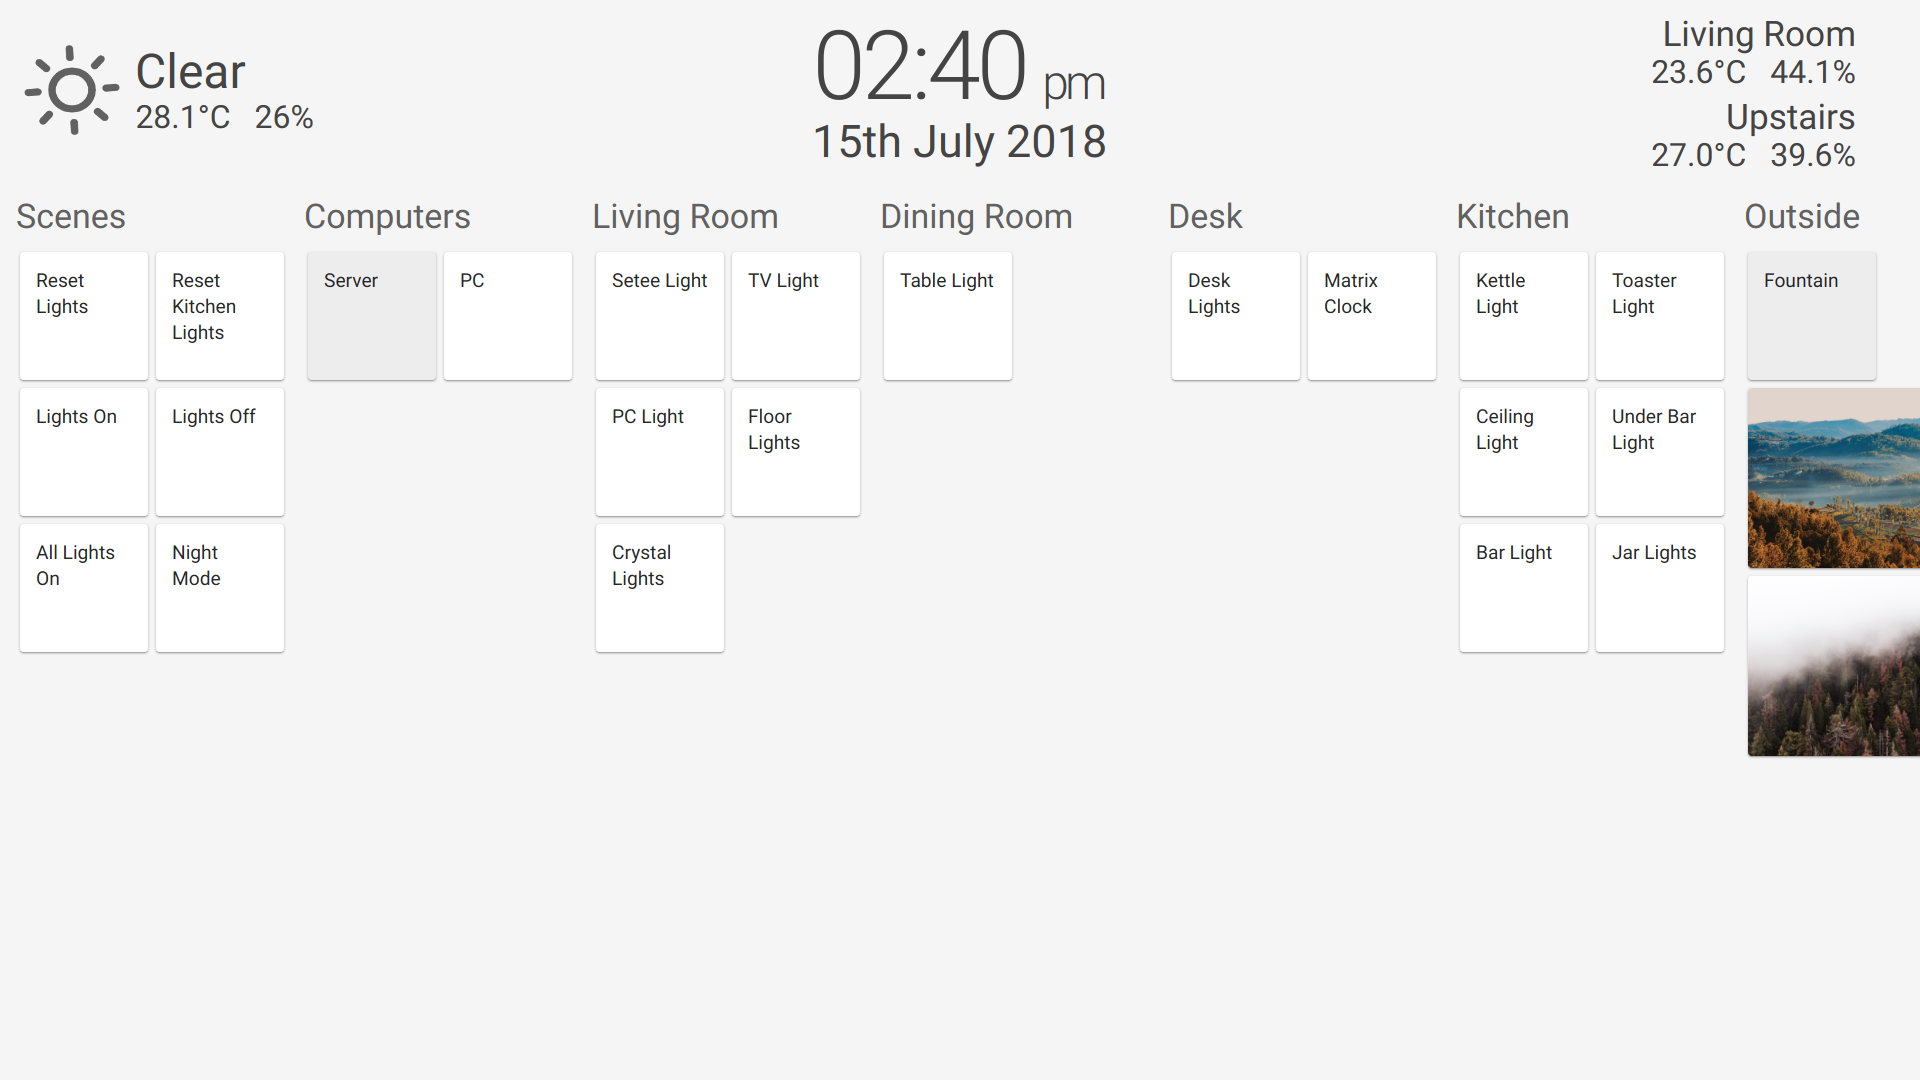 Clear
28.1°C 26%
02:40 pm
15th July 2018
Living Room
23.6°C 44.1%
Upstairs
27.0°C 39.6%
Scenes
Reset
Lights
Reset
Kitchen
Lights
Lights On
Lights Off
All Lights
On
Night
Mode
Computers
Server
PC
Living Room
Setee Light
TV Light
PC Light
Floor
Lights
Crystal
Lights
Dining Room
Table Light
Desk
Desk
Lights
Matrix
Clock
Kitchen
Kettle
Light
Toaster
Light
Ceiling
Light
Under Bar
Light
Bar Light
Jar Lights
Outside
Fountain